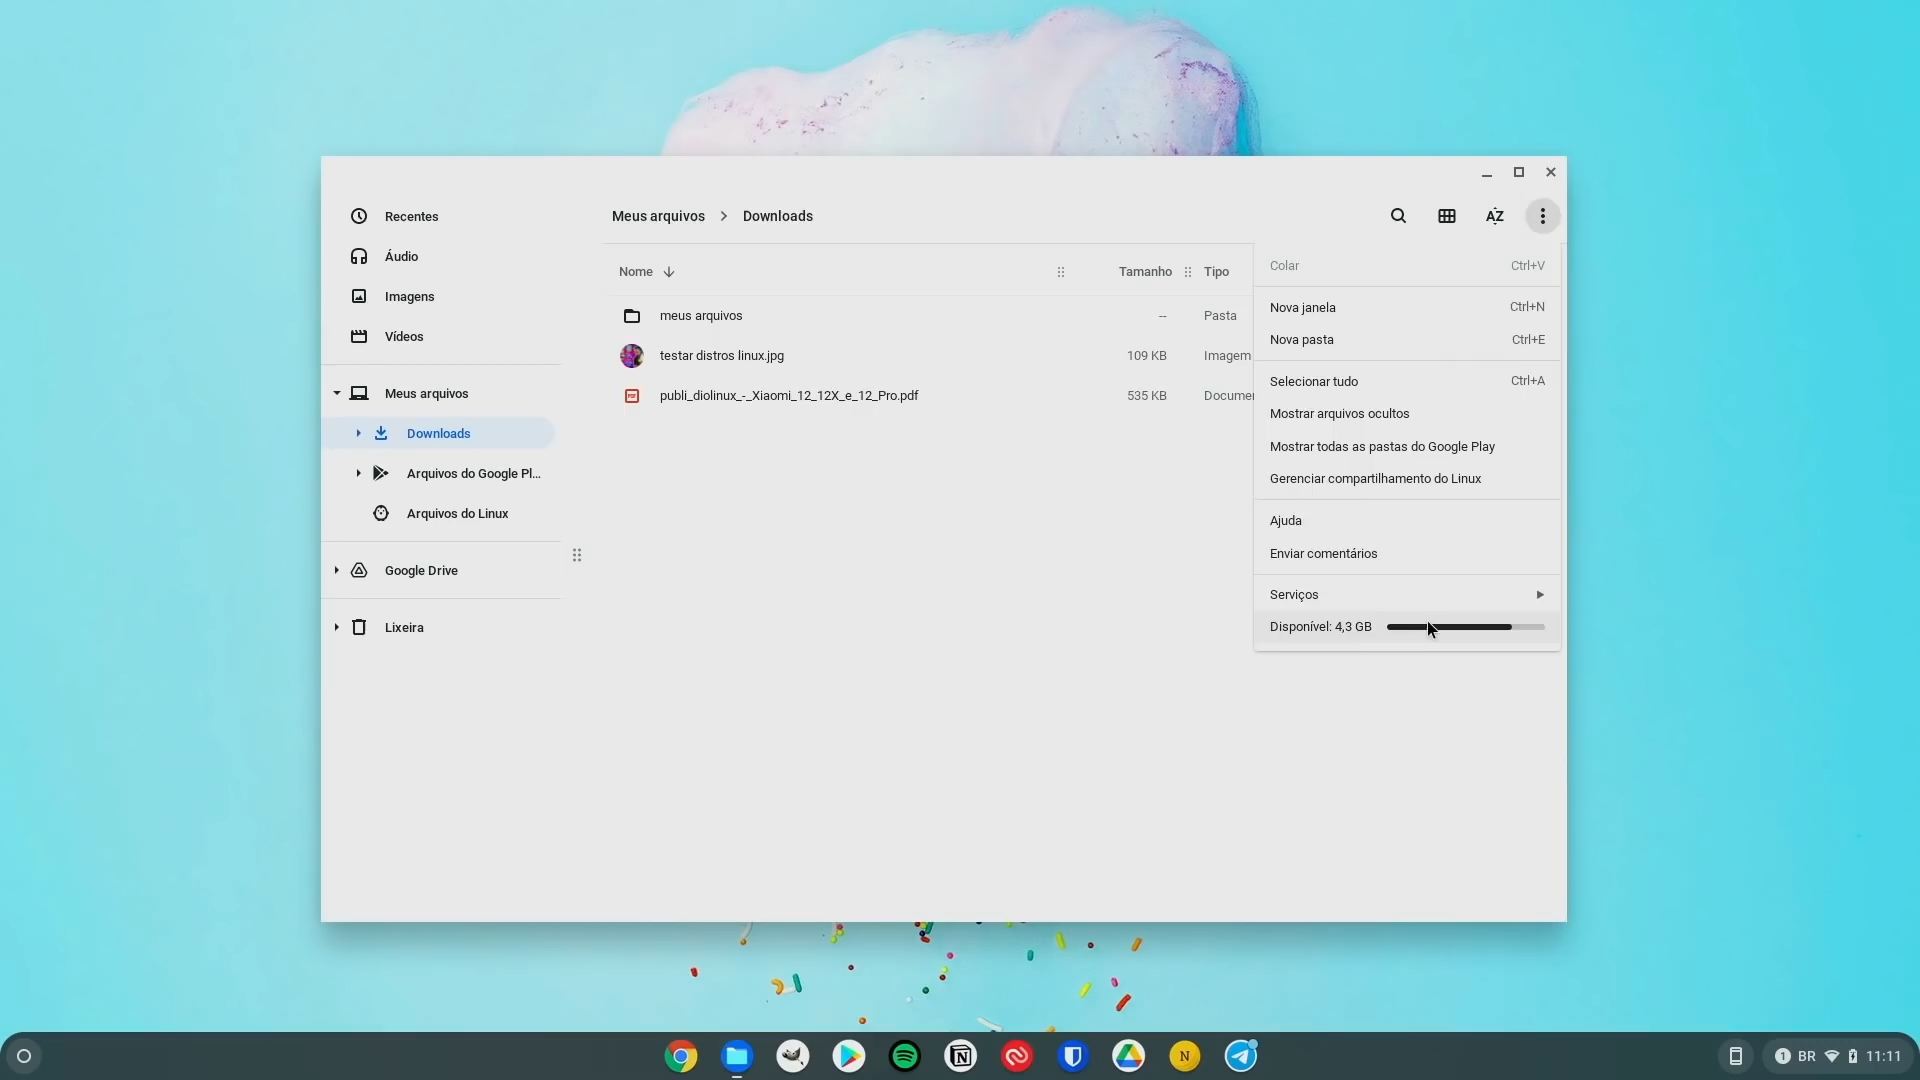 Recentes
Áudio
Imagens
Vídeos
Meus arquivos
Downloads
Arquivos do Google Pl...
Arquivos do Linux
Google Drive
Lixeira
Meus arquivos > Downloads
AZ
Nome Tamanho Tipo
meus arquivos -- Pasta
testar distros linux.jpg 109 KB Imagem
publi_diolinux_-_Xiaomi_12_12X_e_12_Pro.pdf 535 KB Docume
Colar Ctrl+V
Nova janela Ctrl+N
Nova pasta Ctrl+E
Selecionar tudo Ctrl+A
Mostrar arquivos ocultos
Mostrar todas as pastas do Google Play
Gerenciar compartilhamento do Linux
Ajuda
Enviar comentários
Serviços
Disponível: 4,3 GB
1 BR 11:11